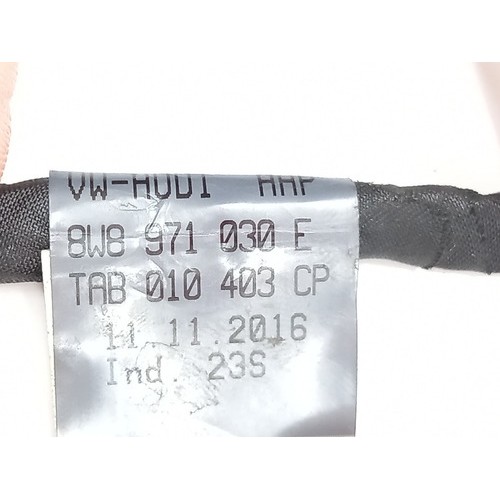 VW-AUDI AHP
8W8 971 030 E
TAB 010 403 CP
11 11.2016
Ind. 23S